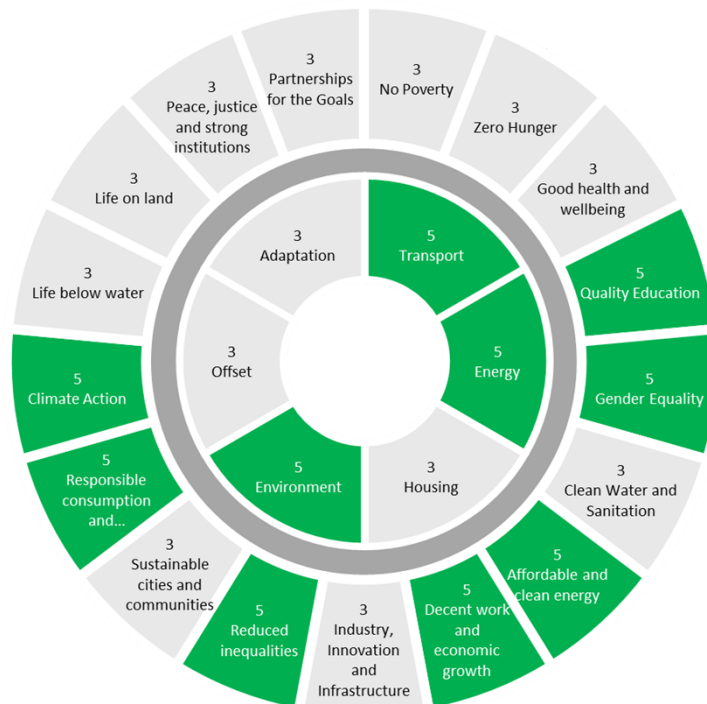 3
No Poverty
3
Zero Hunger
3
Good health and
wellbeing
5
Quality Education
5
Gender Equality
3
Clean Water and
Sanitation
5
Affordable and
clean energy
5
Decent work
and
economic
growth
3
Industry,
Innovation
and
Infrastructure
5
Reduced
inequalities
3
Sustainable
cities and
communities
5
Responsible
consumption
and...
5
Climate Action
3
Life below water
3
Life on land
3
Peace, justice
and strong
institutions
3
Partnerships
for the Goals
5
Transport
5
Energy
3
Housing
5
Environment
3
Offset
3
Adaptation